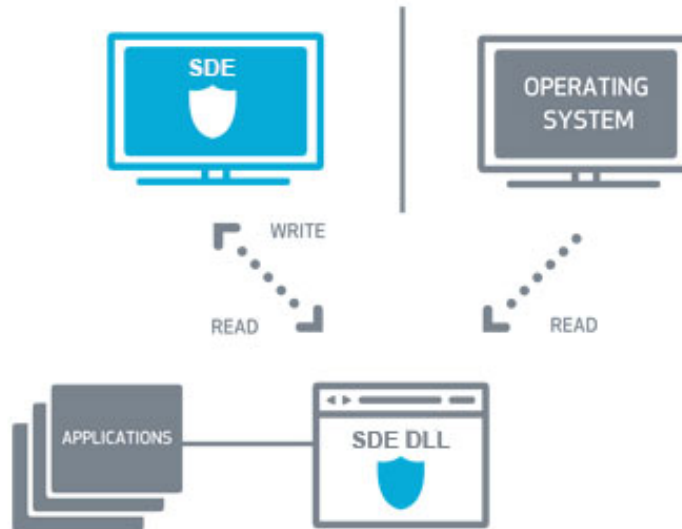 SDE
OPERATING
SYSTEM
WRITE
READ
READ
APPLICATIONS
SDE DLL